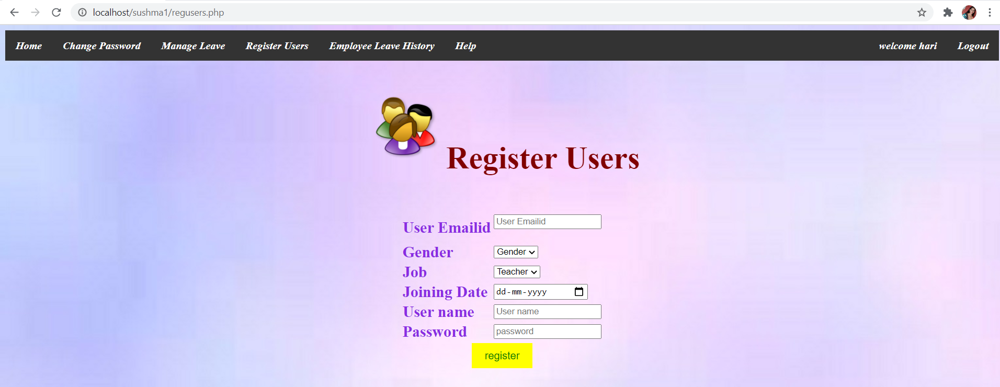 localhost/sushma1/regusers.php
Home Change Password Manage Leave Register Users Employee Leave History Help welcome hari Logout
Register Users
User Emailid User Emailid
Gender Gender
Job Teacher
Joining Date dd-mm-yyyy
User name User name
Password password
register